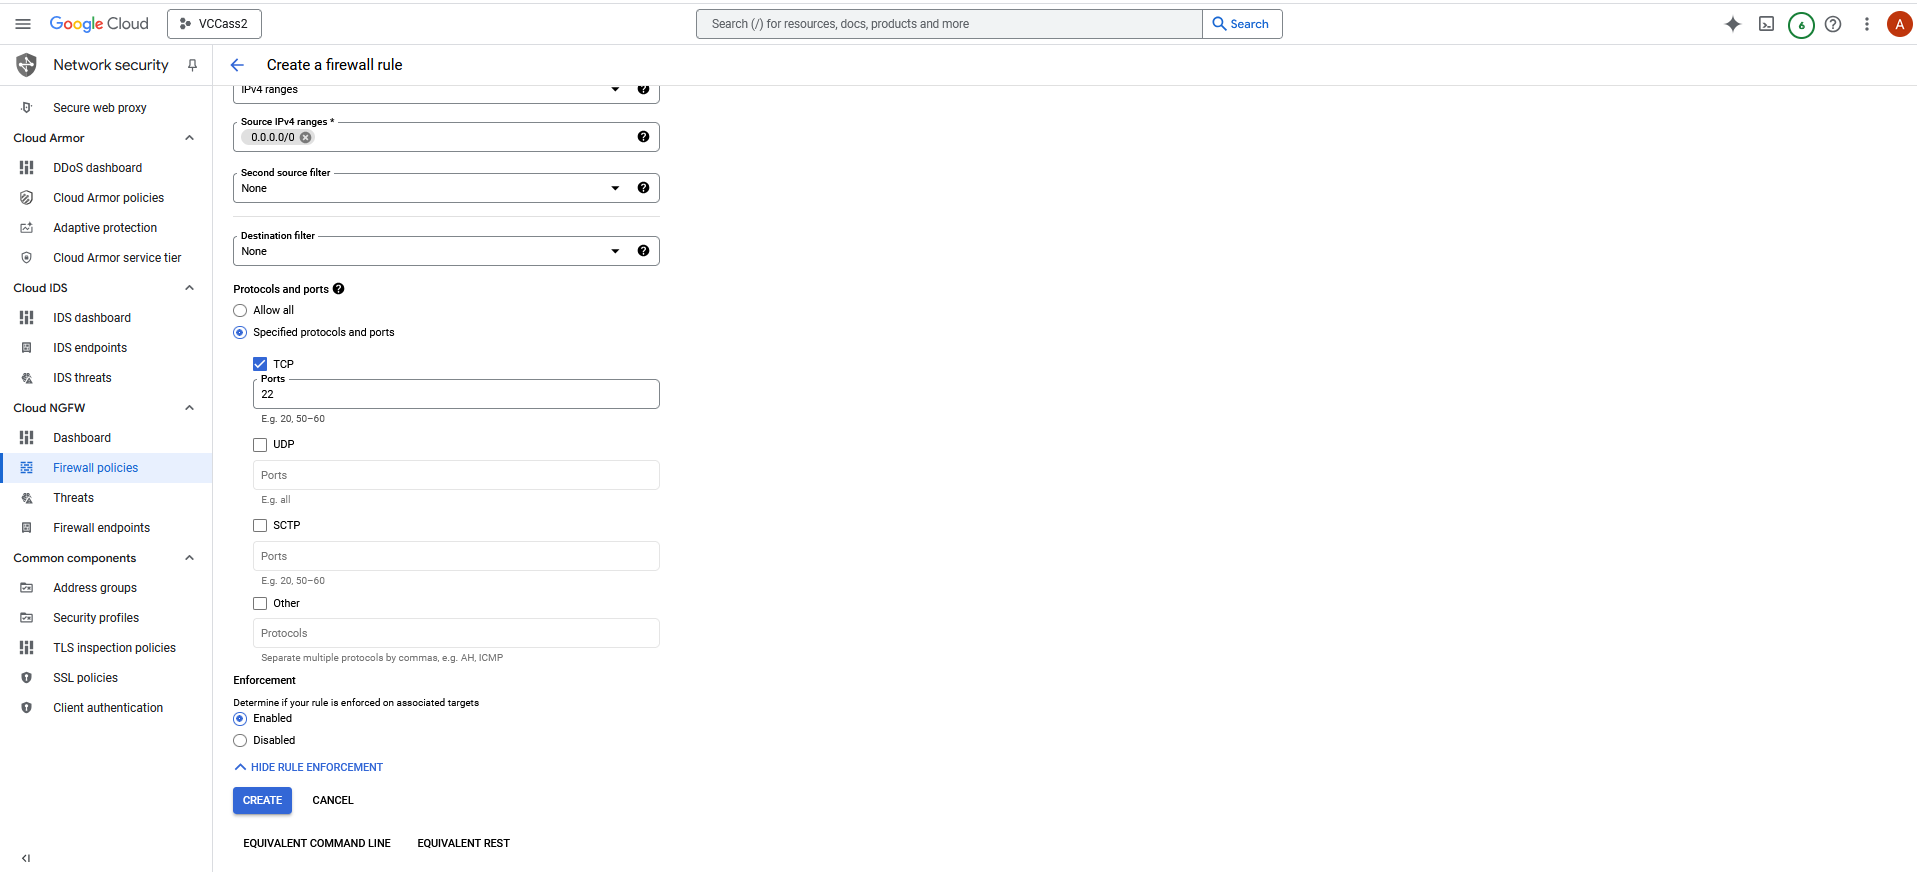 Google Cloud
VCCass2
Search (/) for resources, docs, products and more
Search
6
A
Network security
Create a firewall rule
Secure web proxy
Cloud Armor
DDoS dashboard
Cloud Armor policies
Adaptive protection
Cloud Armor service tier
Cloud IDS
IDS dashboard
IDS endpoints
IDS threats
Cloud NGFW
Dashboard
Firewall policies
Threats
Firewall endpoints
Common components
Address groups
Security profiles
TLS inspection policies
SSL policies
Client authentication
IPv4 ranges
Source IPv4 ranges *
0.0.0.0/0
Second source filter
None
Destination filter
None
Protocols and ports
Allow all
Specified protocols and ports
TCP
Ports
22
E.g. 20, 50–60
UDP
Ports
E.g. all
SCTP
Ports
E.g. 20, 50–60
Other
Protocols
Separate multiple protocols by commas, e.g. AH, ICMP
Enforcement
Determine if your rule is enforced on associated targets
Enabled
Disabled
HIDE RULE ENFORCEMENT
CREATE
CANCEL
EQUIVALENT COMMAND LINE
EQUIVALENT REST